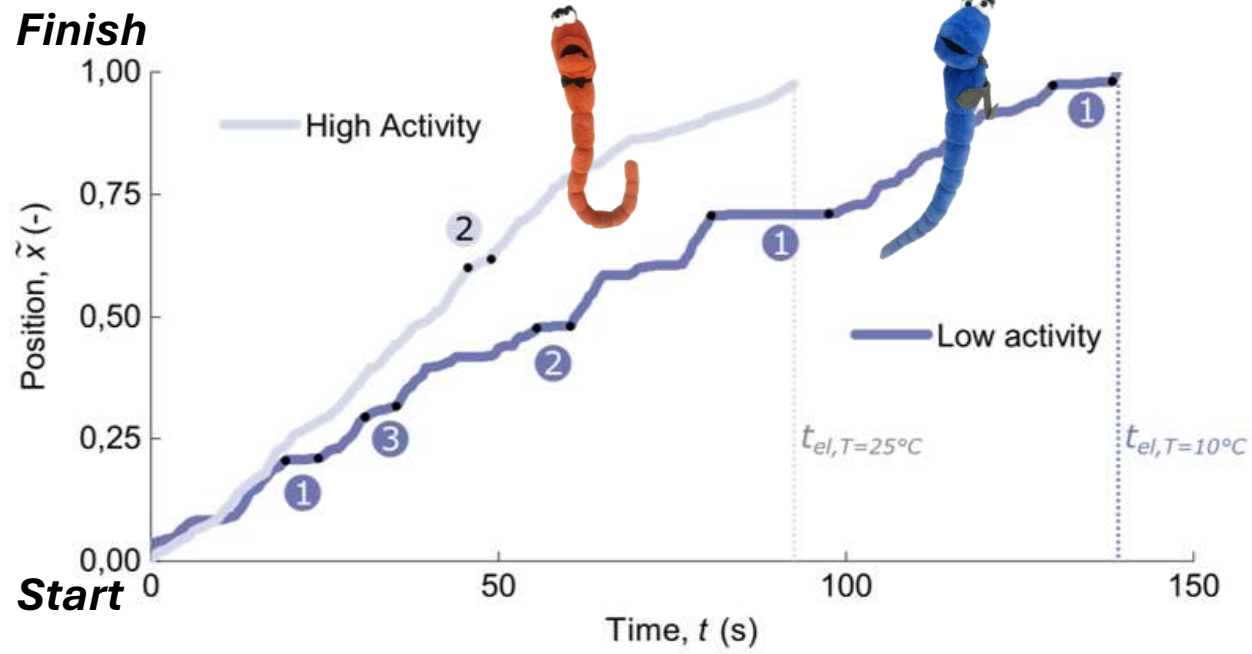 Finish
1,00
High Activity
1
0,75
2
1
Position, x̃ (-)
0,50
Low activity
2
0,25
3
t_el,T=25°C
t_el,T=10°C
1
0,00
0
50
100
150
Start
Time, t (s)